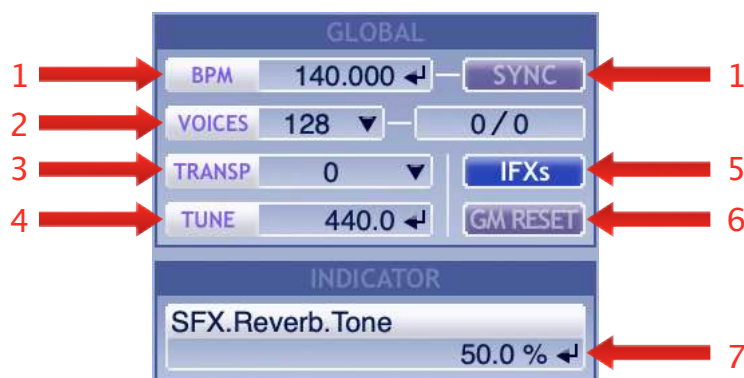 GLOBAL
1 BPM 140.000 SYNC 1
2 VOICES 128 0 / 0
3 TRANSP 0 IFXs 5
4 TUNE 440.0 GM RESET 6
INDICATOR
SFX.Reverb.Tone
50.0 % 7